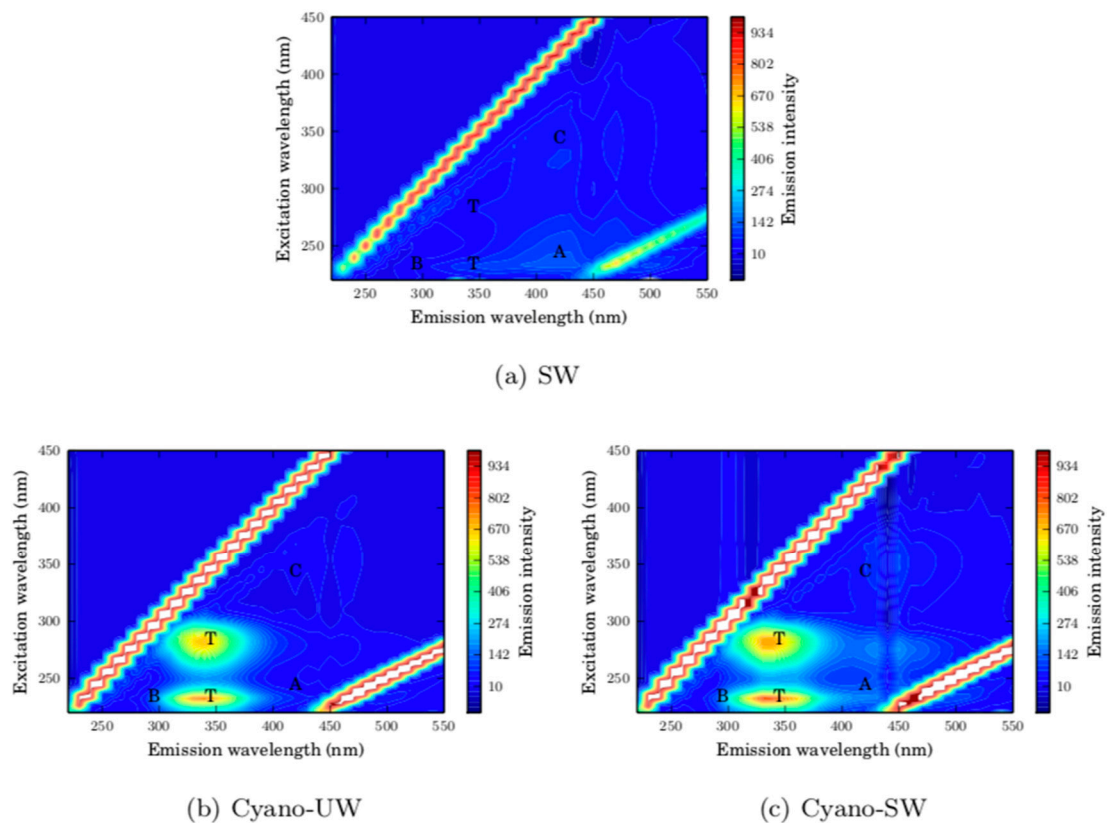 450
400
350
300
250
Excitation wavelength (nm)
C
T
B T A
250 300 350 400 450 500 550
Emission wavelength (nm)
934
802
670
538
406
274
142
10
Emission intensity
(a) SW
450
400
350
300
250
Excitation wavelength (nm)
C
T
B T A
250 300 350 400 450 500 550
Emission wavelength (nm)
934
802
670
538
406
274
142
10
Emission intensity
(b) Cyano-UW
450
400
350
300
250
Excitation wavelength (nm)
C
T
B T A
250 300 350 400 450 500 550
Emission wavelength (nm)
934
802
670
538
406
274
142
10
Emission intensity
(c) Cyano-SW